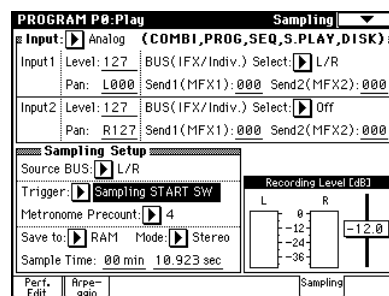 PROGRAM P0:Play Sampling
Input: Analog (COMBI,PROG,SEQ,S.PLAY,DISK)
Input1 Level: 127 BUS(IFX/Indiv.) Select: L/R
Pan: L000 Send1(MFX1): 000 Send2(MFX2): 000
Input2 Level: 127 BUS(IFX/Indiv.) Select: Off
Pan: R127 Send1(MFX1): 000 Send2(MFX2): 000
Sampling Setup
Source BUS: L/R
Trigger: Sampling START SW
Metronome Precount: 4
Save to: RAM Mode: Stereo
Sample Time: 00 min 10.923 sec
Recording Level [dB]
L R
0
-12
-24
-36
-12.0
Perf. Edit
Arpe-ggio
Sampling